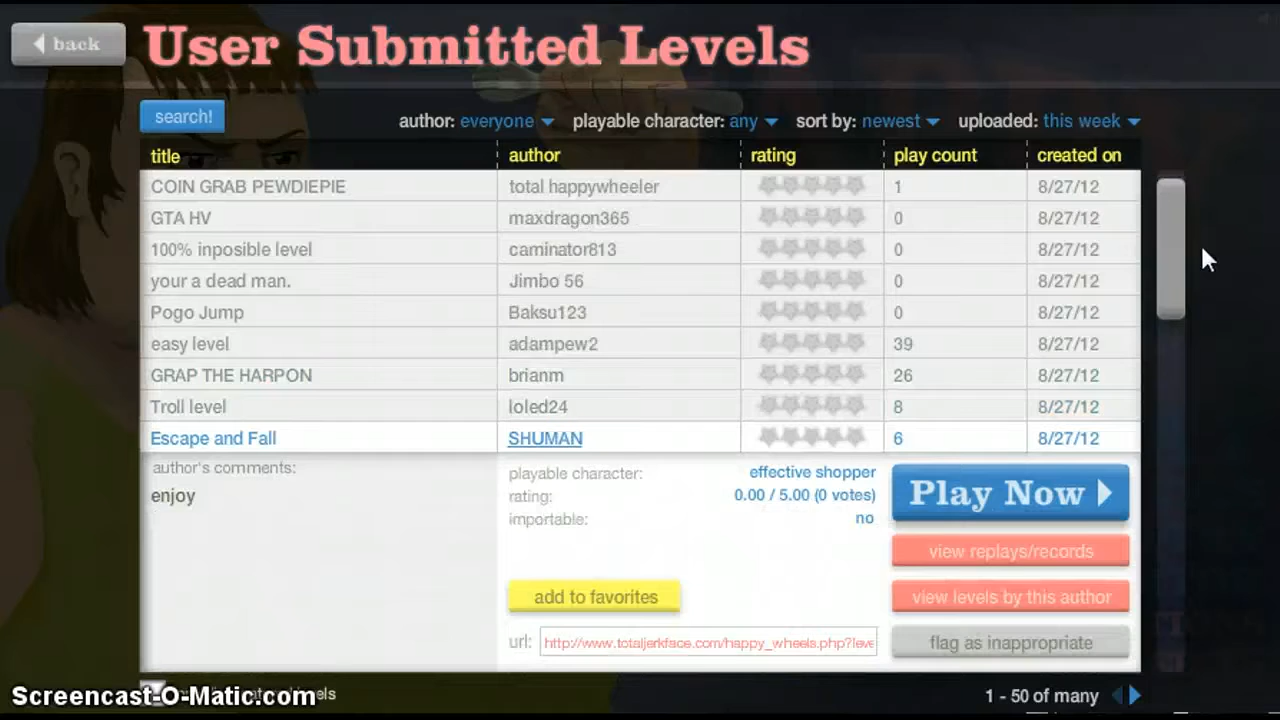 back
User Submitted Levels
search!
author: everyone playable character: any sort by: newest uploaded: this week
title author rating play count created on
COIN GRAB PEWDIEPIE total happywheeler 1 8/27/12
GTA HV maxdragon365 0 8/27/12
100% inposible level caminator813 0 8/27/12
your a dead man. Jimbo 56 0 8/27/12
Pogo Jump Baksu123 0 8/27/12
easy level adampew2 39 8/27/12
GRAP THE HARPON brianm 26 8/27/12
Troll level loled24 8 8/27/12
Escape and Fall SHUMAN 6 8/27/12
author's comments:
enjoy
playable character: effective shopper
rating: 0.00 / 5.00 (0 votes)
importable: no
Play Now
view replays/records
add to favorites
view levels by this author
url: http://www.totaljerkface.com/happy_wheels.php?leve
flag as inappropriate
Screencast-O-Matic.com
1 - 50 of many